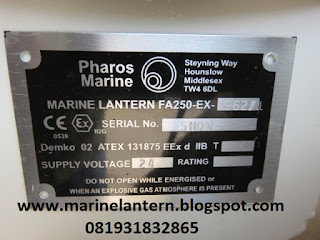 Pharos
Marine
Steyning Way
Hounslow
Middlesex
TW4 6DL
MARINE LANTERN FA250-EX-
CE
0539
Ex
II2G
SERIAL No.
Demko 02 ATEX 131875 EEx d IIB T
SUPPLY VOLTAGE 24 RATING
DO NOT OPEN WHILE ENERGISED or
WHEN AN EXPLOSIVE GAS ATMOSPHERE IS PRESENT
www.marinelantern.blogspot.com
081931832865